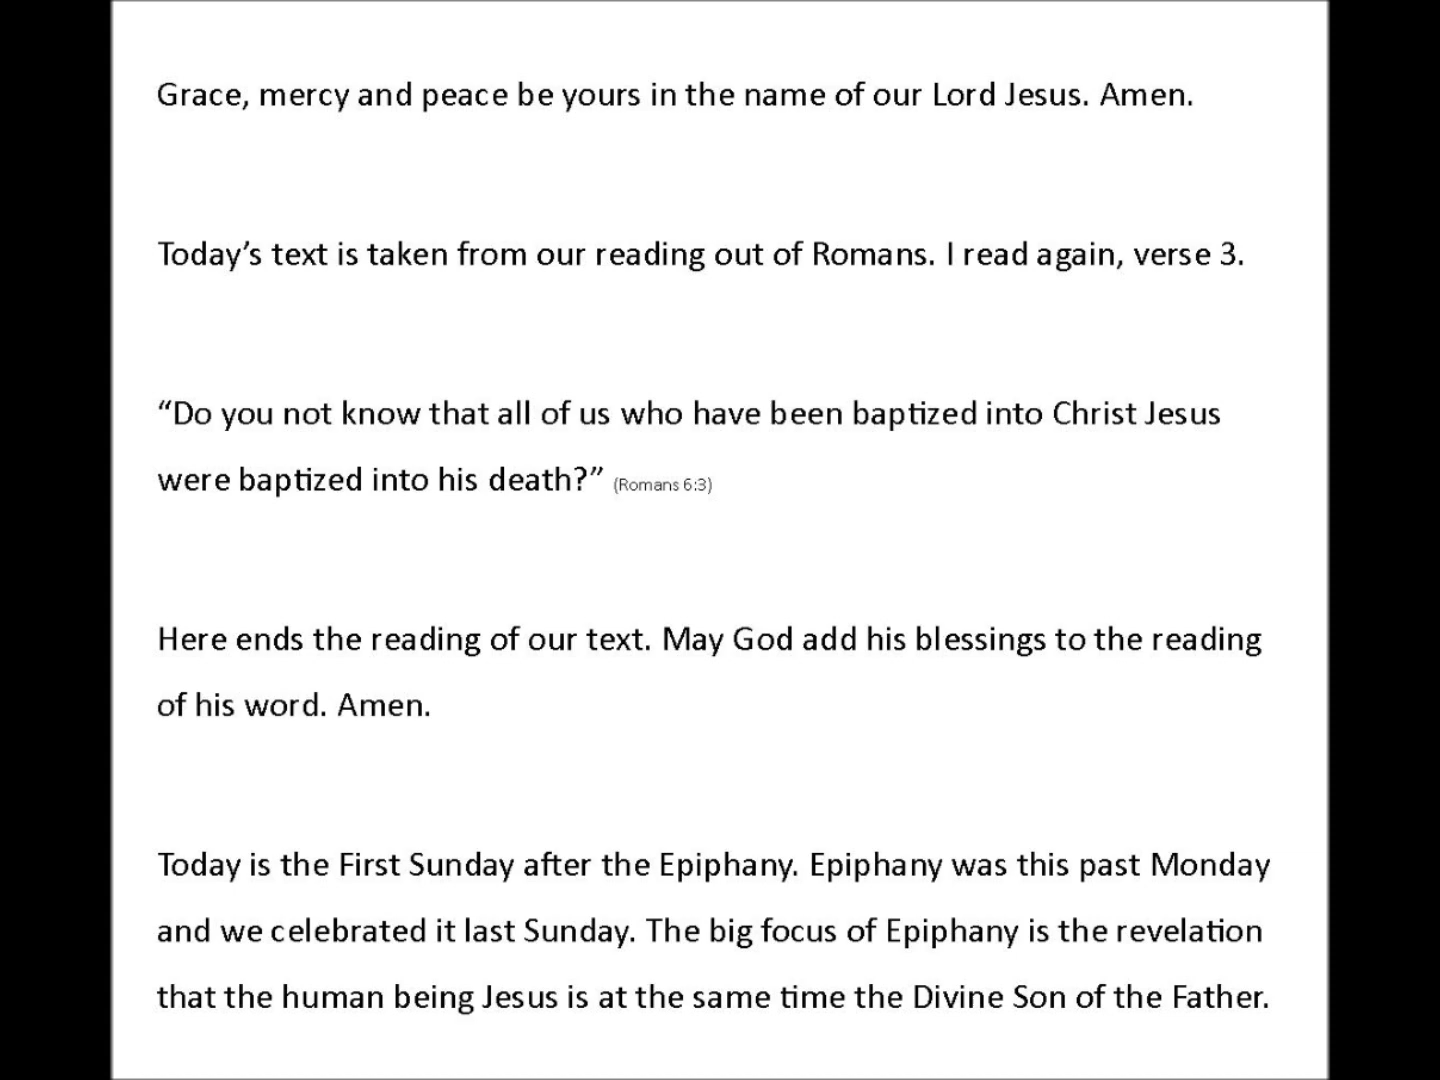 Grace, mercy and peace be yours in the name of our Lord Jesus. Amen.
Today’s text is taken from our reading out of Romans. I read again, verse 3.
“Do you not know that all of us who have been baptized into Christ Jesus
were baptized into his death?” (Romans 6:3)
Here ends the reading of our text. May God add his blessings to the reading
of his word. Amen.
Today is the First Sunday after the Epiphany. Epiphany was this past Monday
and we celebrated it last Sunday. The big focus of Epiphany is the revelation
that the human being Jesus is at the same time the Divine Son of the Father.